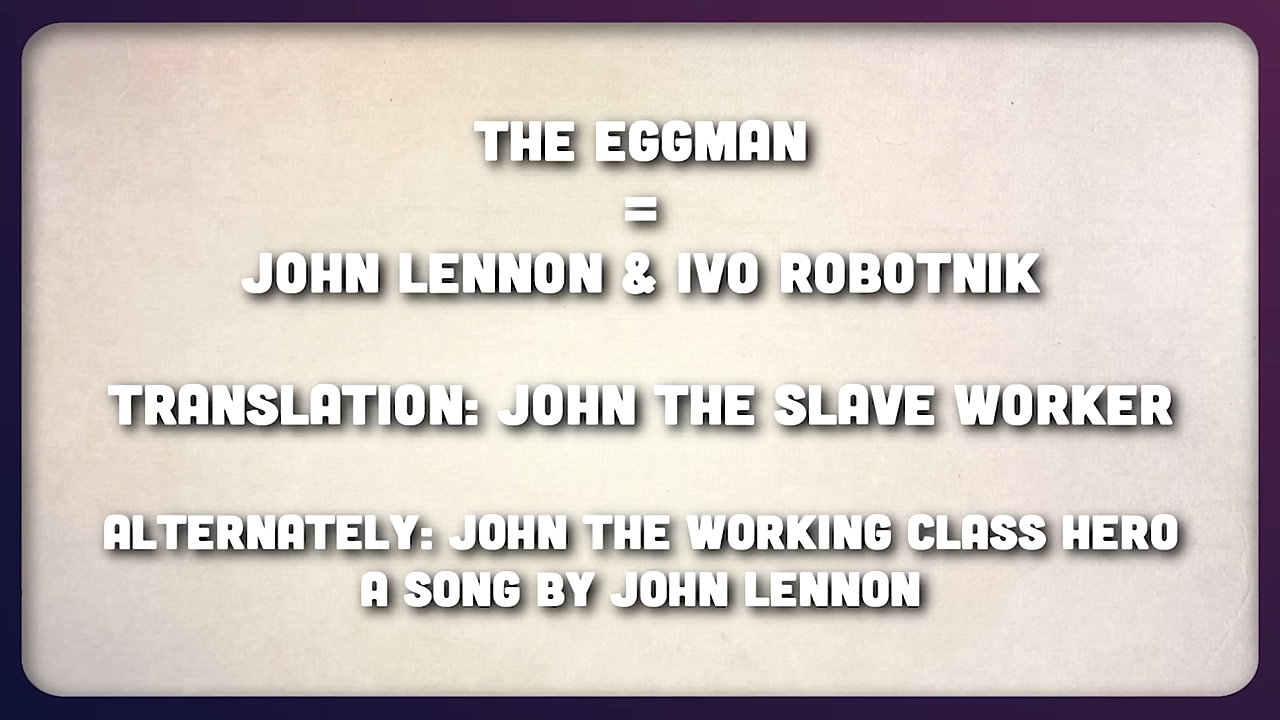 THE EGGMAN
=
JOHN LENNON & IVO ROBOTNIK
TRANSLATION: JOHN THE SLAVE WORKER
ALTERNATELY: JOHN THE WORKING CLASS HERO
A SONG BY JOHN LENNON